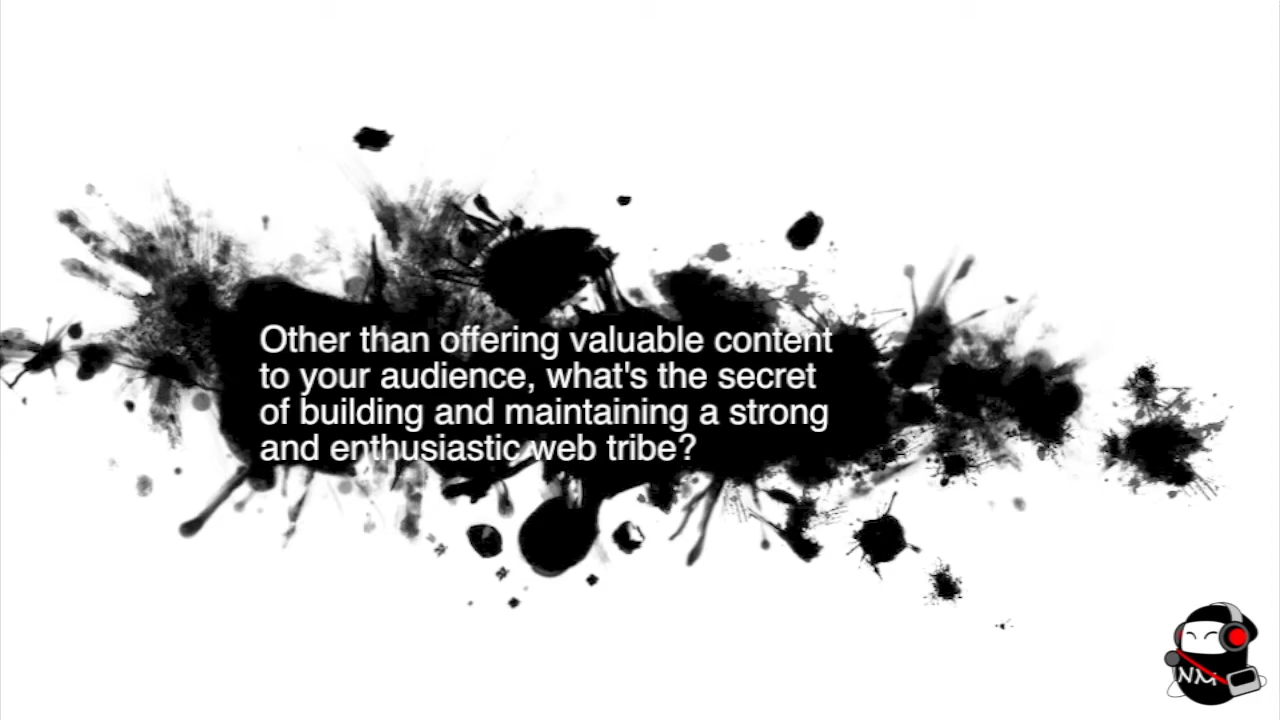 Other than offering valuable content
to your audience, what's the secret
of building and maintaining a strong
and enthusiastic web tribe?
NM